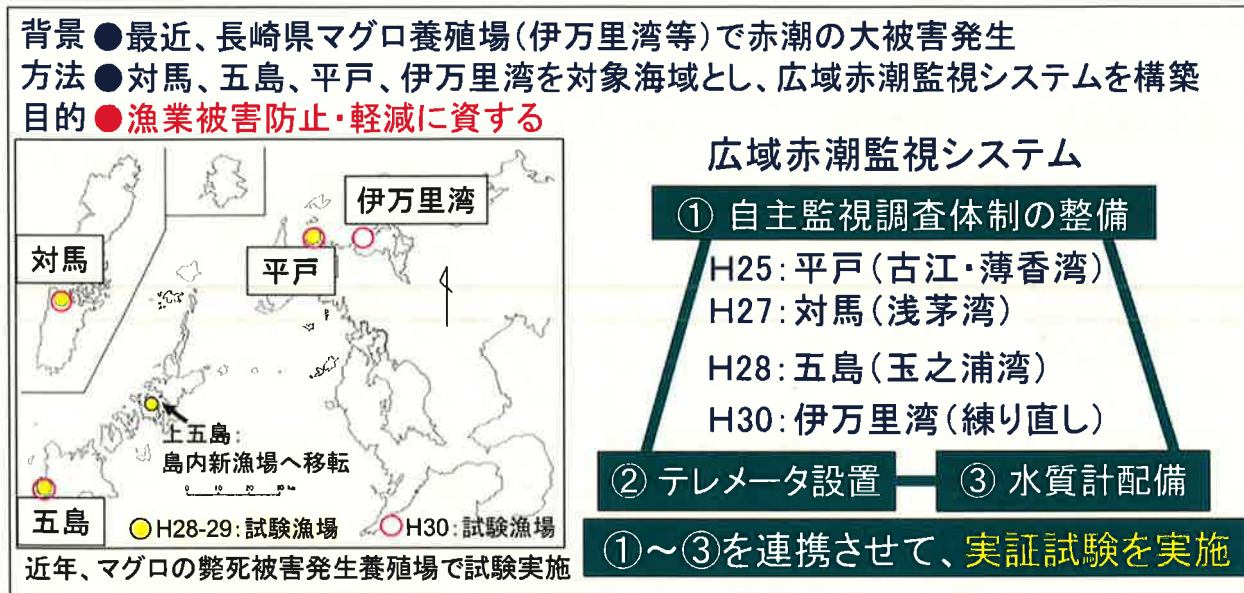 背景 ●最近、長崎県マグロ養殖場(伊万里湾等)で赤潮の大被害発生
方法 ●対馬、五島、平戸、伊万里湾を対象海域とし、広域赤潮監視システムを構築
目的 ●漁業被害防止・軽減に資する
対馬
平戸
伊万里湾
上五島:
島内新漁場へ移転
0 10 20 30 km
五島
H28-29:試験漁場
H30:試験漁場
近年、マグロの斃死被害発生養殖場で試験実施
広域赤潮監視システム
① 自主監視調査体制の整備
H25:平戸(古江・薄香湾)
H27:対馬(浅茅湾)
H28:五島(玉之浦湾)
H30:伊万里湾(練り直し)
② テレメータ設置
③ 水質計配備
①~③を連携させて、実証試験を実施